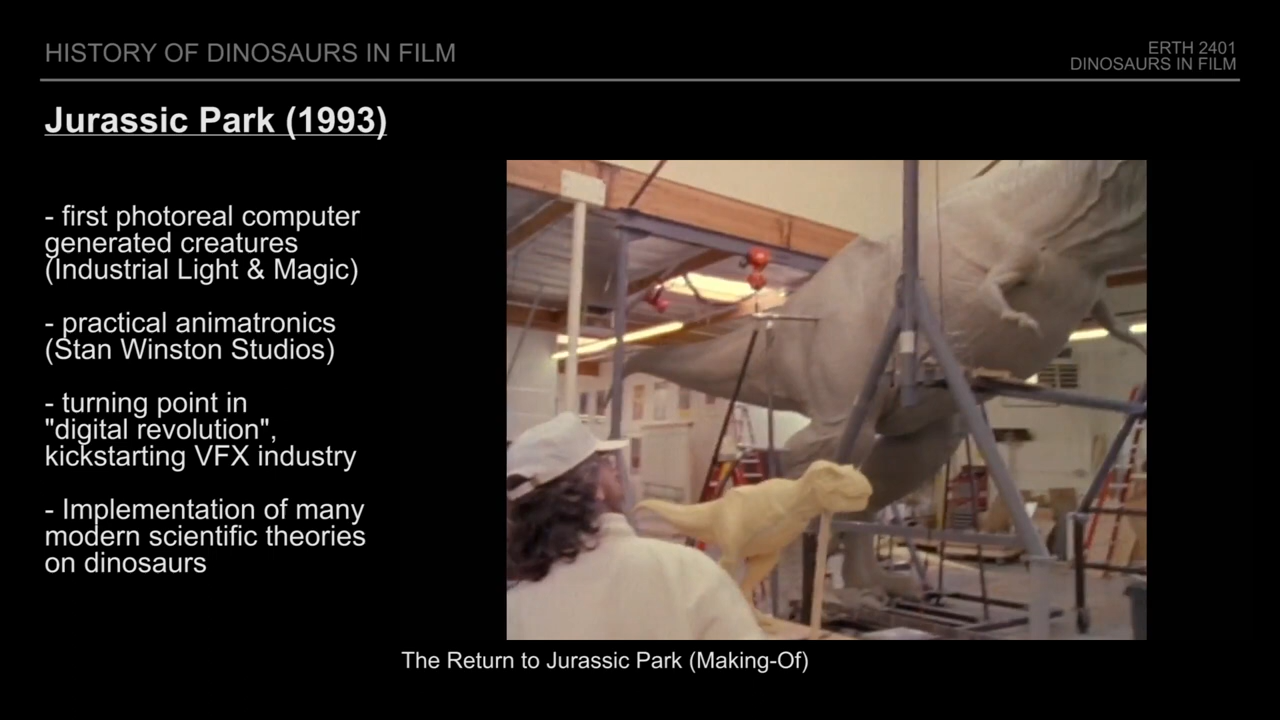 HISTORY OF DINOSAURS IN FILM
ERTH 2401
DINOSAURS IN FILM
Jurassic Park (1993)
- first photoreal computer
generated creatures
(Industrial Light & Magic)
- practical animatronics
(Stan Winston Studios)
- turning point in
"digital revolution",
kickstarting VFX industry
- Implementation of many
modern scientific theories
on dinosaurs
The Return to Jurassic Park (Making-Of)